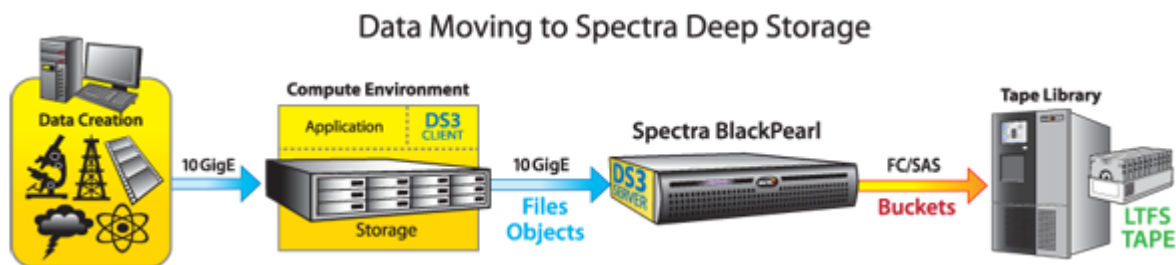 Data Moving to Spectra Deep Storage
Data Creation
10 GigE
Compute Environment
Application
DS3
CLIENT
Storage
10 GigE
Files
Objects
Spectra BlackPearl
DS3
SERVER
FC/SAS
Buckets
Tape Library
LTFS
TAPE